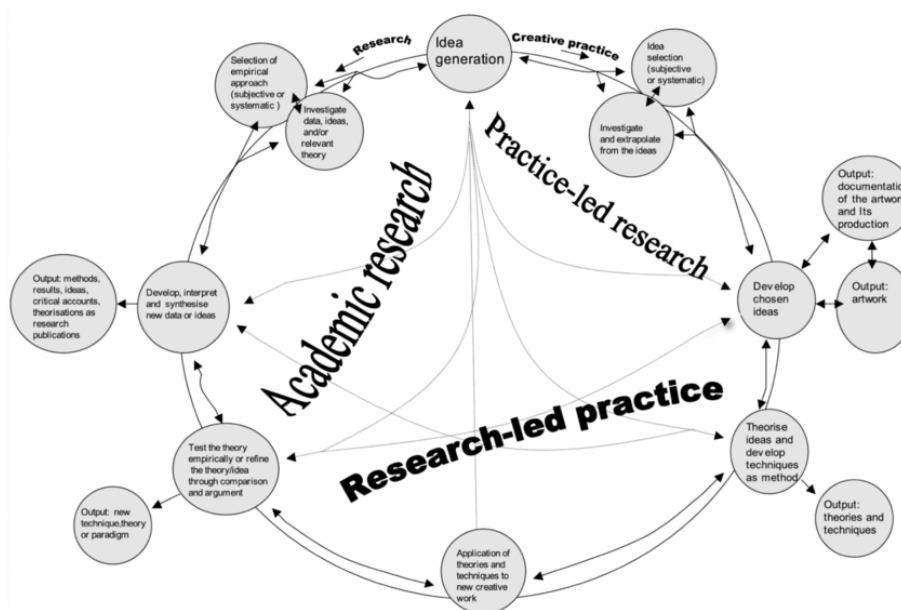 Idea
generation
Research
Creative practice
Selection of
empirical
approach
(subjective or
systematic )
Investigate
data, ideas,
and/or
relevant
theory
Idea
selection
(subjective
or systematic)
Investigate
and extrapolate
from the ideas
Academic research
Practice-led research
Research-led practice
Output:
documentation
of the artwork
and Its
production
Output:
artwork
Develop
chosen
ideas
Output: methods,
results, ideas,
critical accounts,
theorisations as
research
publications
Develop, interpret
and synthesise
new data or ideas
Test the theory
empirically or refine
the theory/idea
through comparison
and argument
Output: new
technique,theory
or paradigm
Theorise
ideas and
develop
techniques
as method
Output:
theories and
techniques
Application of
theories and
techniques to
new creative
work